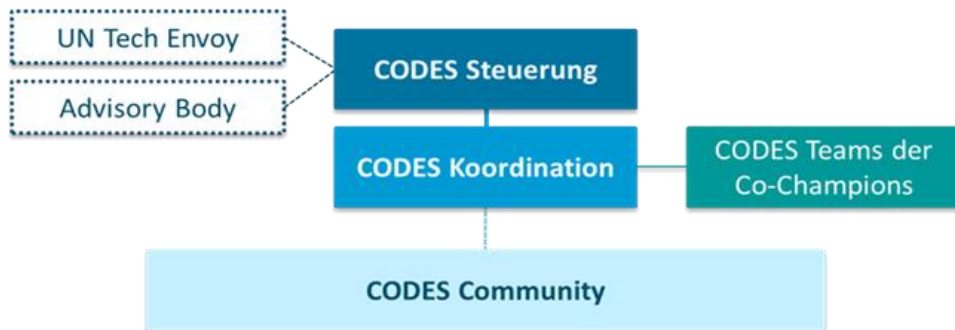 UN Tech Envoy
Advisory Body
CODES Steuerung
CODES Koordination
CODES Teams der
Co-Champions
CODES Community